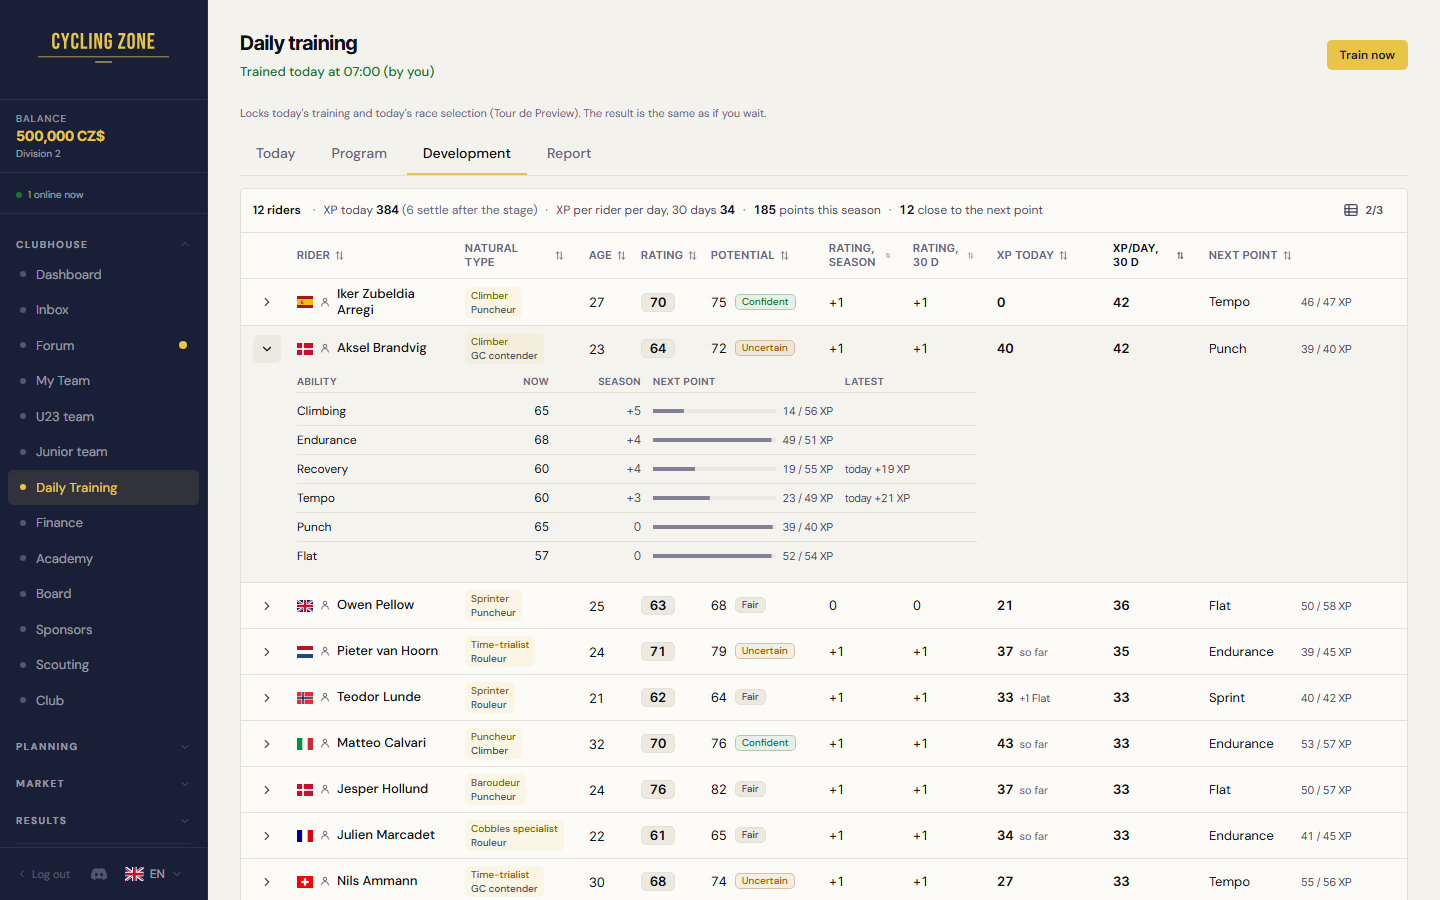 CYCLING ZONE
BALANCE
500,000 CZ$
Division 2
1 online now
CLUBHOUSE
Dashboard
Inbox
Forum
My Team
U23 team
Junior team
Daily Training
Finance
Academy
Board
Sponsors
Scouting
Club
PLANNING
MARKET
RESULTS
Log out
EN
Daily training
Trained today at 07:00 (by you)
Train now
Locks today's training and today's race selection (Tour de Preview). The result is the same as if you wait.
Today Program Development Report
12 riders · XP today 384 (6 settle after the stage) · XP per rider per day, 30 days 34 · 185 points this season · 12 close to the next point 2/3
RIDER NATURAL TYPE AGE RATING POTENTIAL RATING, SEASON RATING, 30 D XP TODAY XP/DAY, 30 D NEXT POINT
Iker Zubeldia Arregi Climber Puncheur 27 70 75 Confident +1 +1 0 42 Tempo 46 / 47 XP
Aksel Brandvig Climber GC contender 23 64 72 Uncertain +1 +1 40 42 Punch 39 / 40 XP
ABILITY NOW SEASON NEXT POINT LATEST
Climbing 65 +5 14 / 56 XP
Endurance 68 +4 49 / 51 XP
Recovery 60 +4 19 / 55 XP today +19 XP
Tempo 60 +3 23 / 49 XP today +21 XP
Punch 65 0 39 / 40 XP
Flat 57 0 52 / 54 XP
Owen Pellow Sprinter Puncheur 25 63 68 Fair 0 0 21 36 Flat 50 / 58 XP
Pieter van Hoorn Time-trialist Rouleur 24 71 79 Uncertain +1 +1 37 so far 35 Endurance 39 / 45 XP
Teodor Lunde Sprinter Rouleur 21 62 64 Fair +1 +1 33 +1 Flat 33 Sprint 40 / 42 XP
Matteo Calvari Puncheur Climber 32 70 76 Confident +1 +1 43 so far 33 Endurance 53 / 57 XP
Jesper Hollund Baroudeur Puncheur 24 76 82 Fair +1 +1 37 so far 33 Flat 50 / 57 XP
Julien Marcadet Cobbles specialist Rouleur 22 61 65 Fair +1 +1 34 so far 33 Endurance 41 / 45 XP
Nils Ammann Time-trialist GC contender 30 68 74 Uncertain +1 +1 27 33 Tempo 55 / 56 XP